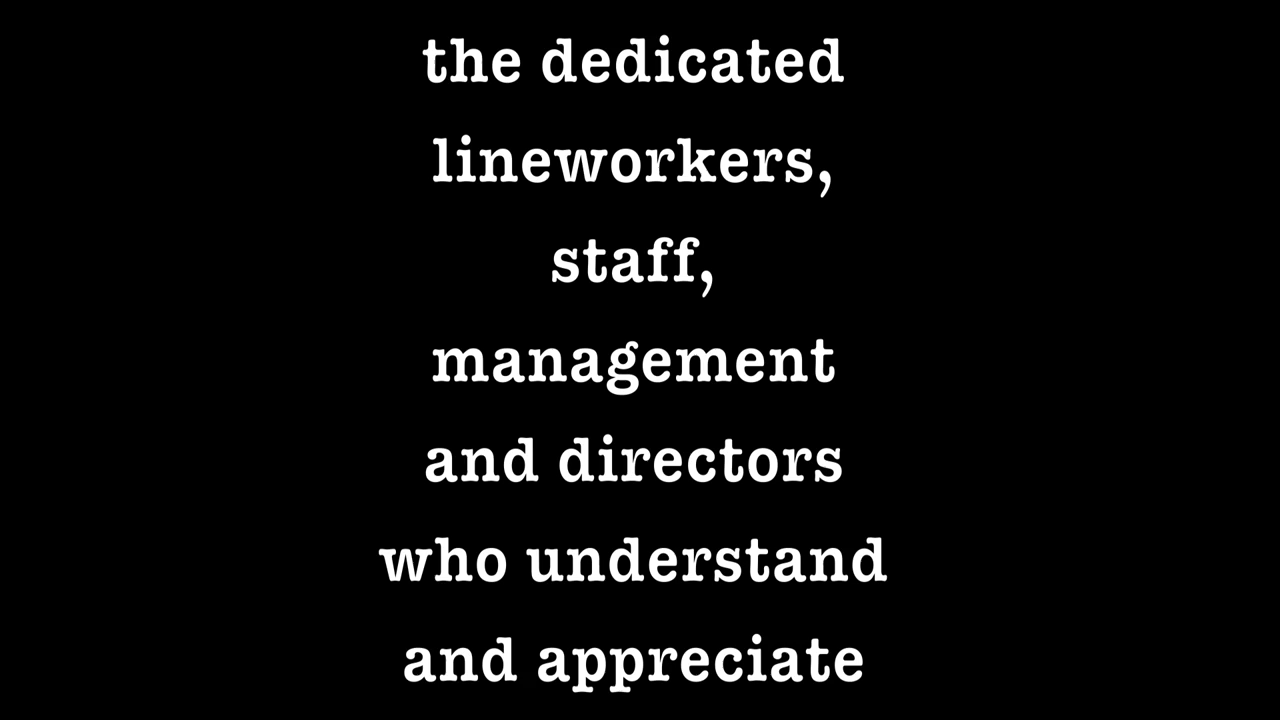 the dedicated
lineworkers,
staff,
management
and directors
who understand
and appreciate